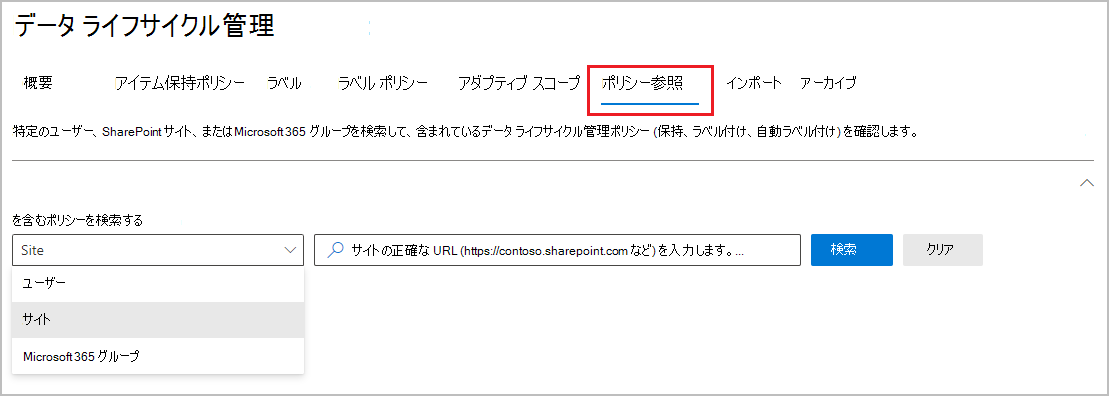 データ ライフサイクル管理
概要 アイテム保持ポリシー ラベル ラベル ポリシー アダプティブ スコープ ポリシー参照 インポート アーカイブ
特定のユーザー、SharePoint サイト、または Microsoft 365 グループを検索して、含まれているデータ ライフサイクル管理ポリシー (保持、ラベル付け、自動ラベル付け) を確認します。
を含むポリシーを検索する
Site サイトの正確な URL (https://contoso.sharepoint.com など) を入力します。... 検索 クリア
ユーザー
サイト
Microsoft 365 グループ